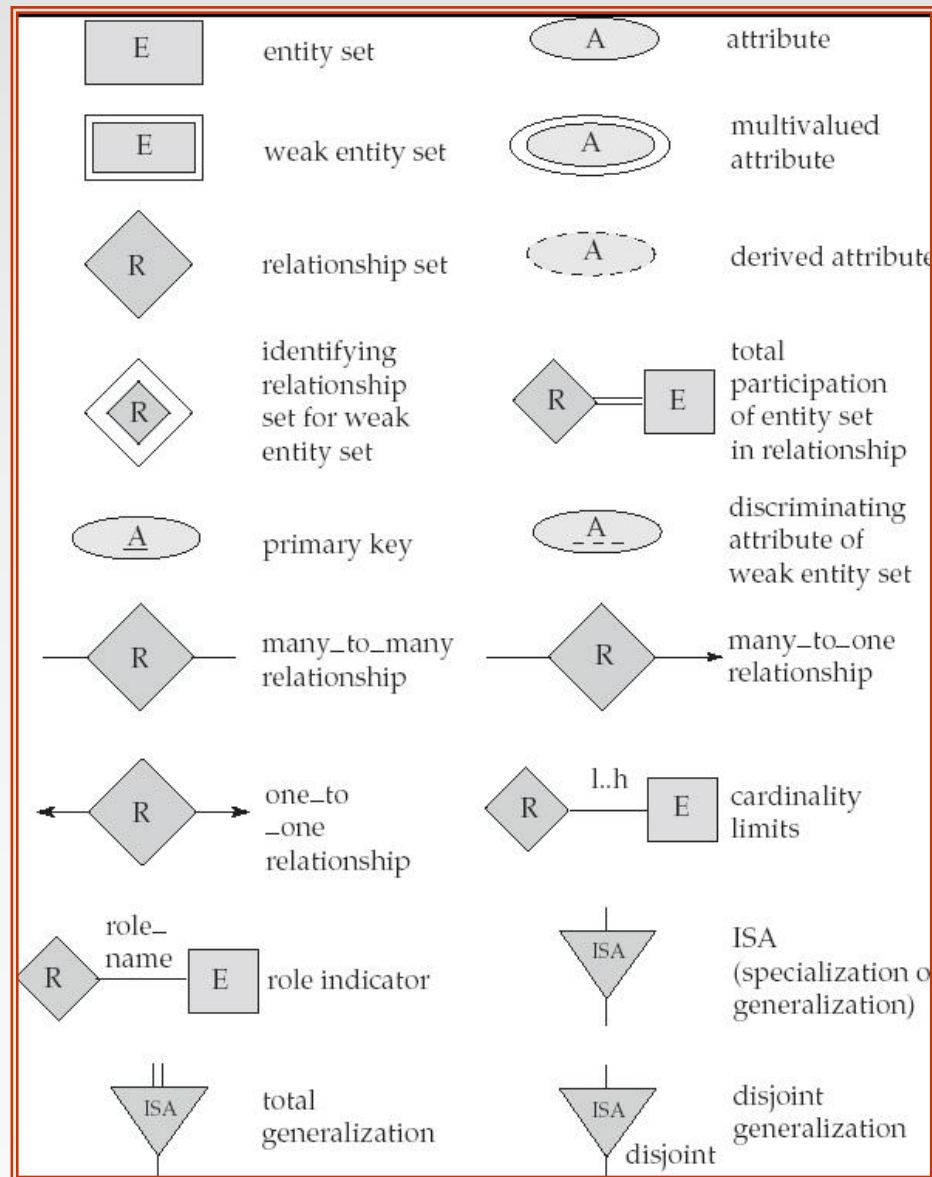 E
entity set
A
attribute
E
weak entity set
A
multivalued
attribute
R
relationship set
A
derived attribute
R
identifying
relationship
set for weak
entity set
R
E
total
participation
of entity set
in relationship
A
primary key
A
discriminating
attribute of
weak entity set
R
many_to_many
relationship
R
many_to_one
relationship
R
one_to
_one
relationship
R
l..h
E
cardinality
limits
R
role_
name
E
role indicator
ISA
ISA
(specialization o
generalization)
ISA
total
generalization
ISA
disjoint
disjoint
generalization